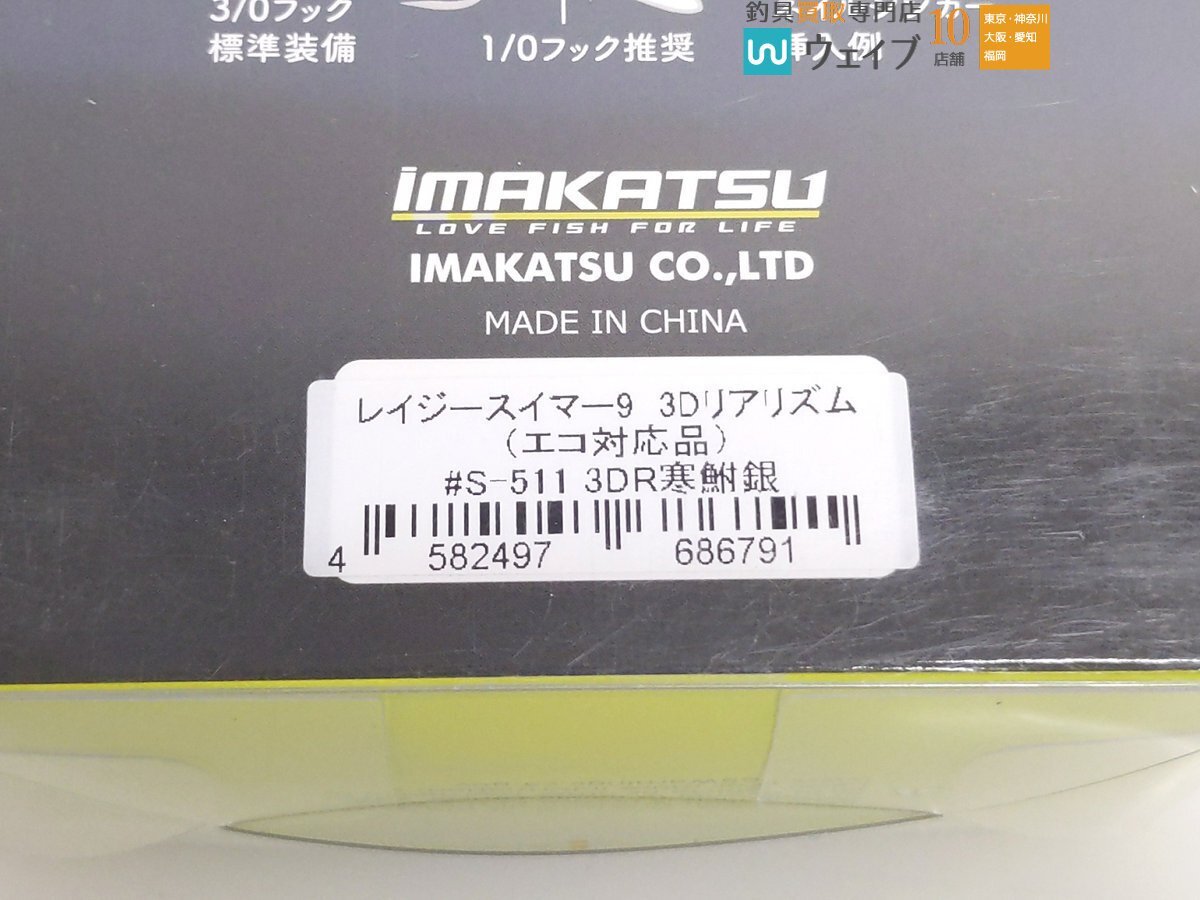 3/0フック
標準装備
1/0フック推奨
挿入例
釣具買取専門店
ウェイブ
10
店舗
東京・神奈川
大阪・愛知
福岡
iMAKATSU
LOVE FISH FOR LIFE
IMAKATSU CO.,LTD
MADE IN CHINA
レイジースイマー9 3Dリアリズム
(エコ対応品)
#S-511 3DR寒鮒銀
4 582497 686791